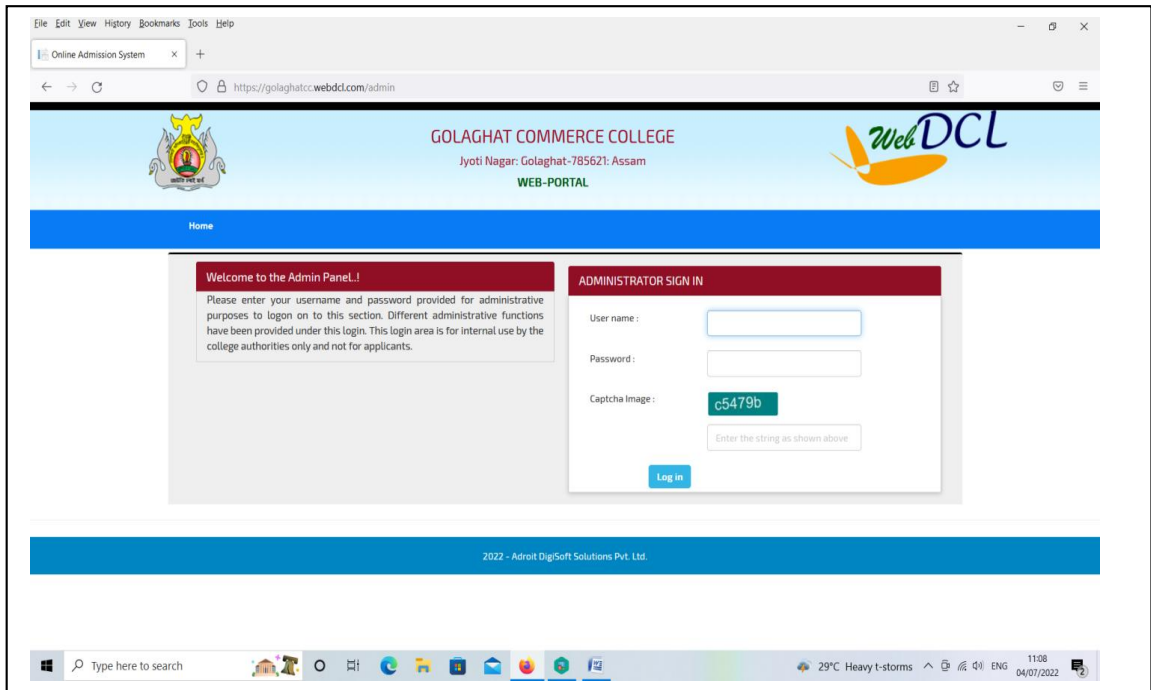 File Edit View History Bookmarks Tools Help
Online Admission System
https://golaghatcc.webdcl.com/admin
GOLAGHAT COMMERCE COLLEGE
Jyoti Nagar: Golaghat-785621: Assam
WEB-PORTAL
Web DCL
Home
Welcome to the Admin Panel..!
Please enter your username and password provided for administrative
purposes to logon on to this section. Different administrative functions
have been provided under this login. This login area is for internal use by the
college authorities only and not for applicants.
ADMINISTRATOR SIGN IN
User name :
Password :
Captcha Image :
c5479b
Enter the string as shown above
Log in
2022 - Adroit DigiSoft Solutions Pvt. Ltd.
Type here to search
29°C Heavy t-storms
ENG
11:08
04/07/2022
2